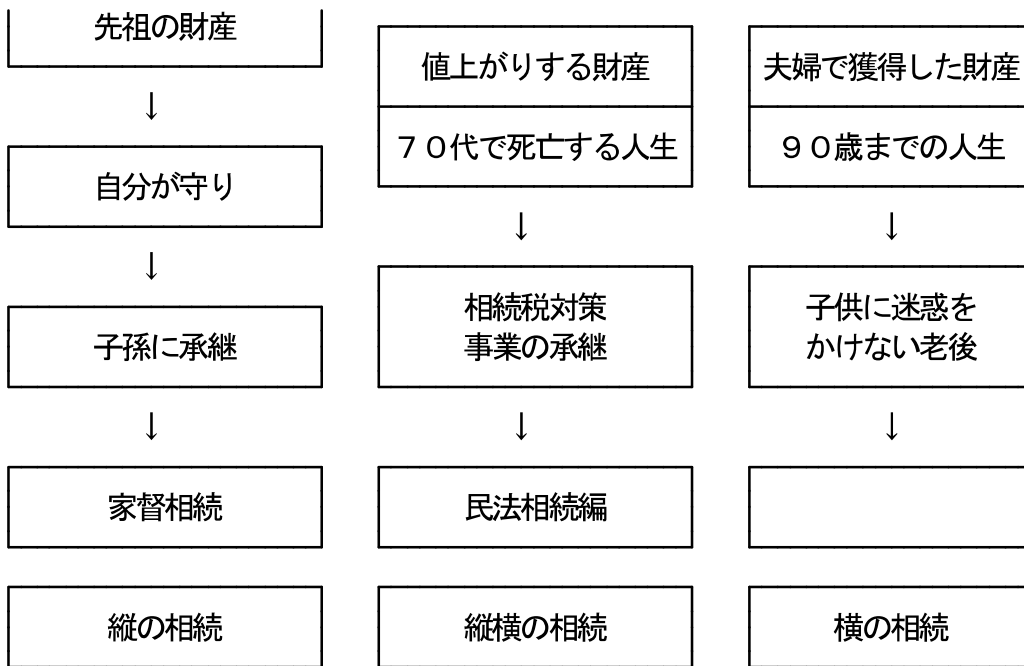 先祖の財産
↓
自分が守り
↓
子孫に承継
↓
家督相続
縦の相続
値上がりする財産
７０代で死亡する人生
↓
相続税対策
事業の承継
↓
民法相続編
縦横の相続
夫婦で獲得した財産
９０歳までの人生
↓
子供に迷惑を
かけない老後
↓
横の相続